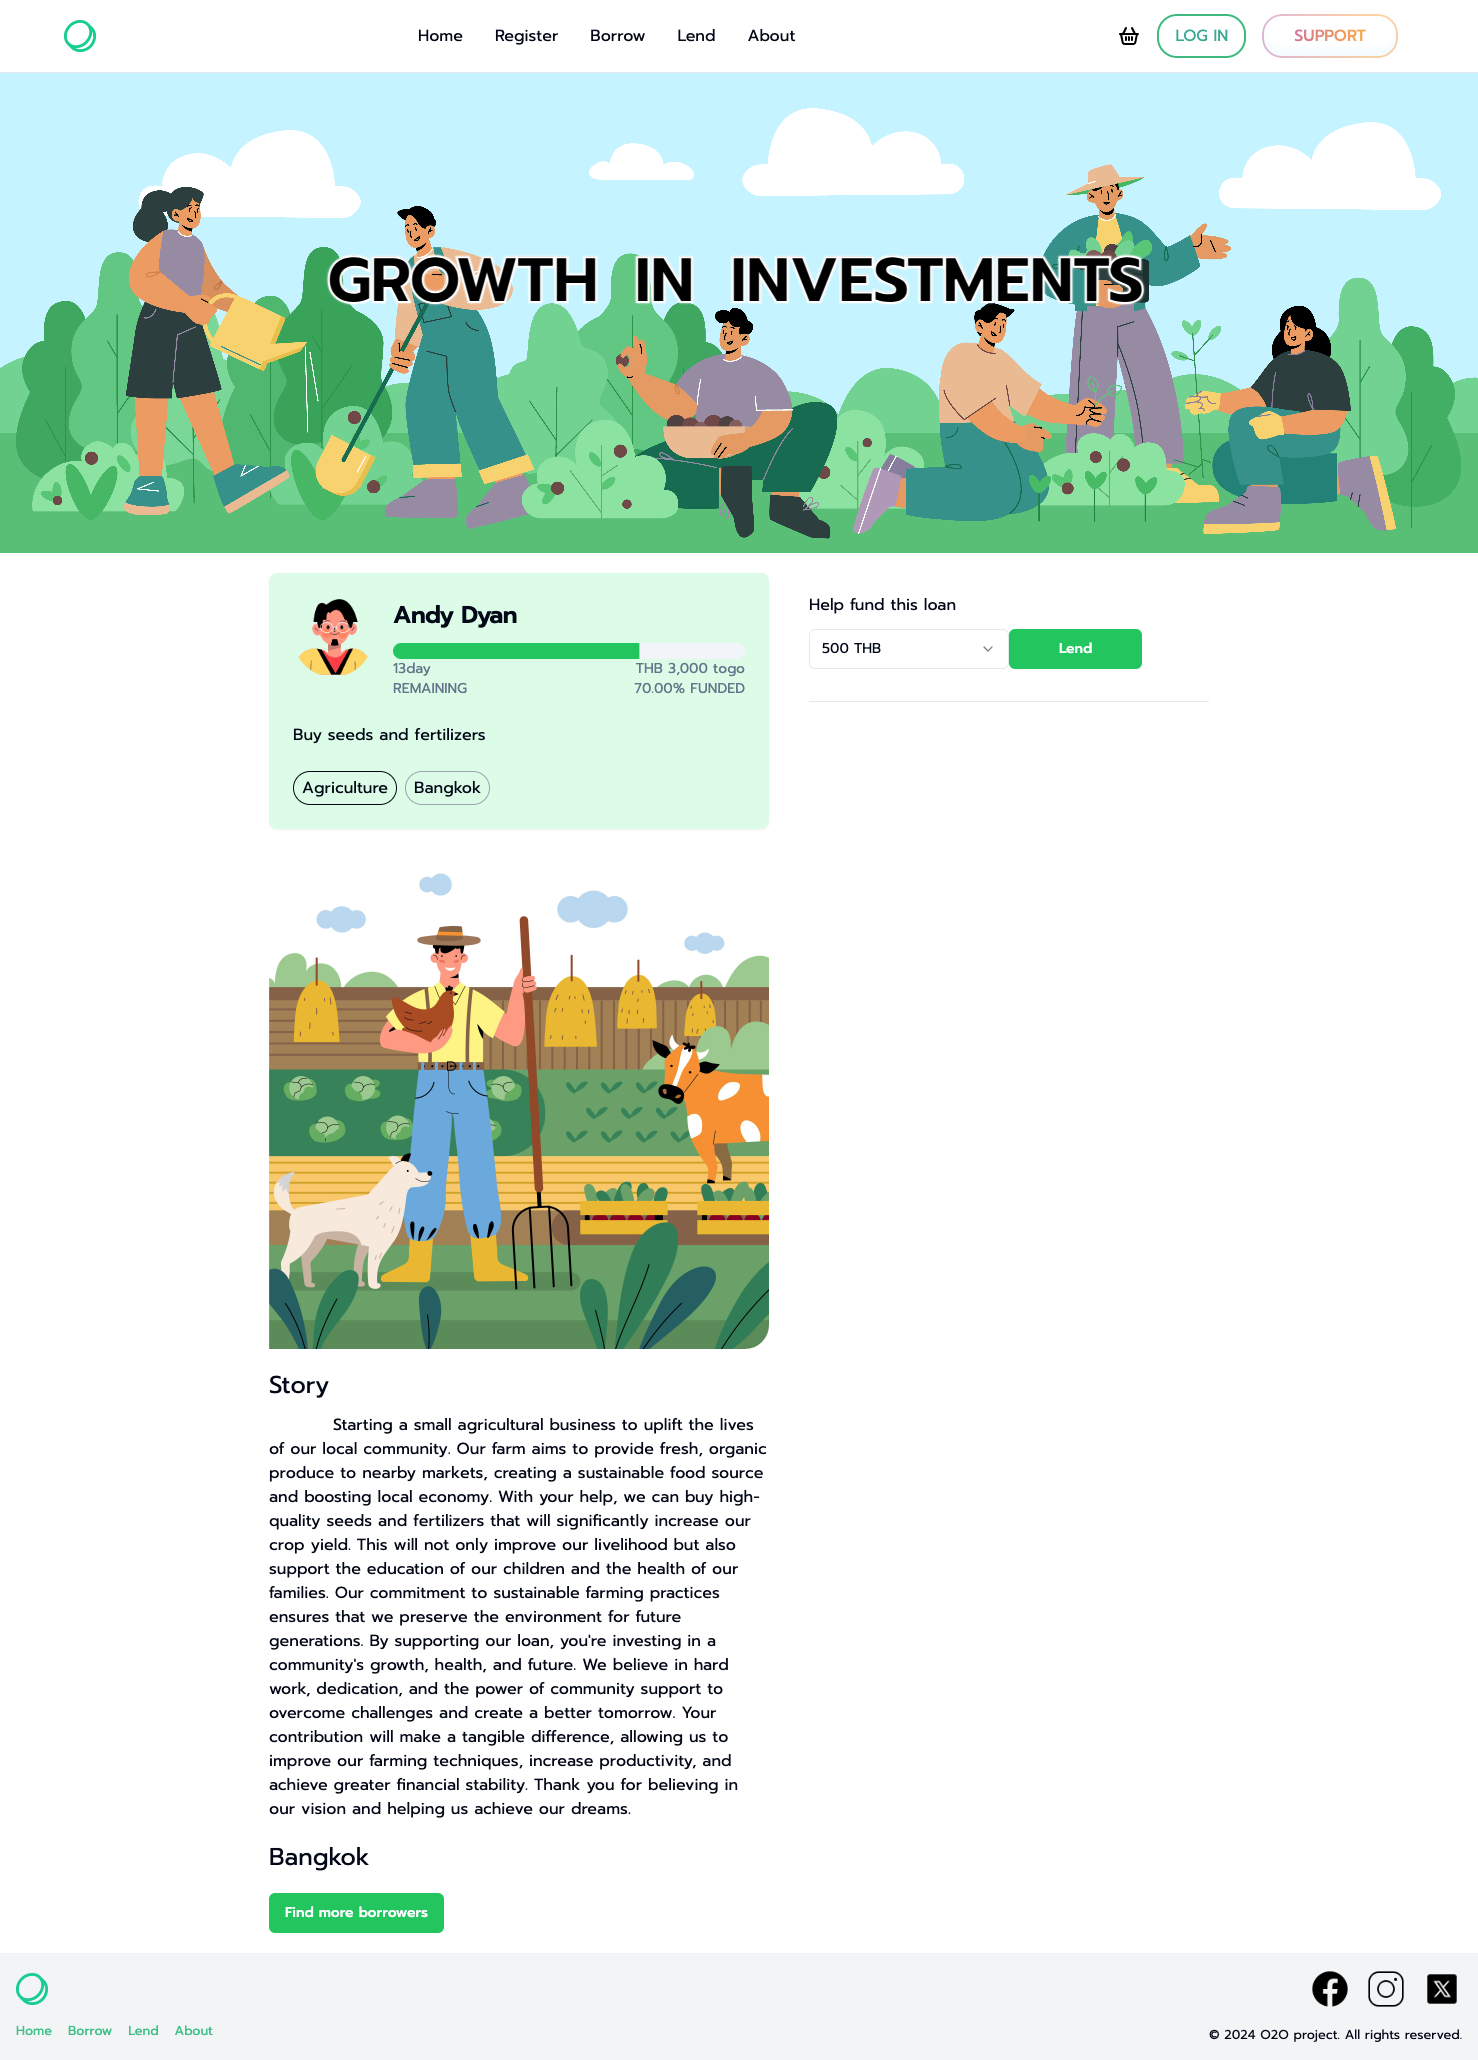 Home Register Borrow Lend About LOG IN SUPPORT
GROWTH IN INVESTMENTS
Andy Dyan
13day THB 3,000 togo
REMAINING 70.00% FUNDED
Buy seeds and fertilizers
Agriculture Bangkok
Help fund this loan
500 THB Lend
Story
Starting a small agricultural business to uplift the lives
of our local community. Our farm aims to provide fresh, organic
produce to nearby markets, creating a sustainable food source
and boosting local economy. With your help, we can buy high-
quality seeds and fertilizers that will significantly increase our
crop yield. This will not only improve our livelihood but also
support the education of our children and the health of our
families. Our commitment to sustainable farming practices
ensures that we preserve the environment for future
generations. By supporting our loan, you're investing in a
community's growth, health, and future. We believe in hard
work, dedication, and the power of community support to
overcome challenges and create a better tomorrow. Your
contribution will make a tangible difference, allowing us to
improve our farming techniques, increase productivity, and
achieve greater financial stability. Thank you for believing in
our vision and helping us achieve our dreams.
Bangkok
Find more borrowers
Home Borrow Lend About
© 2024 O2O project. All rights reserved.